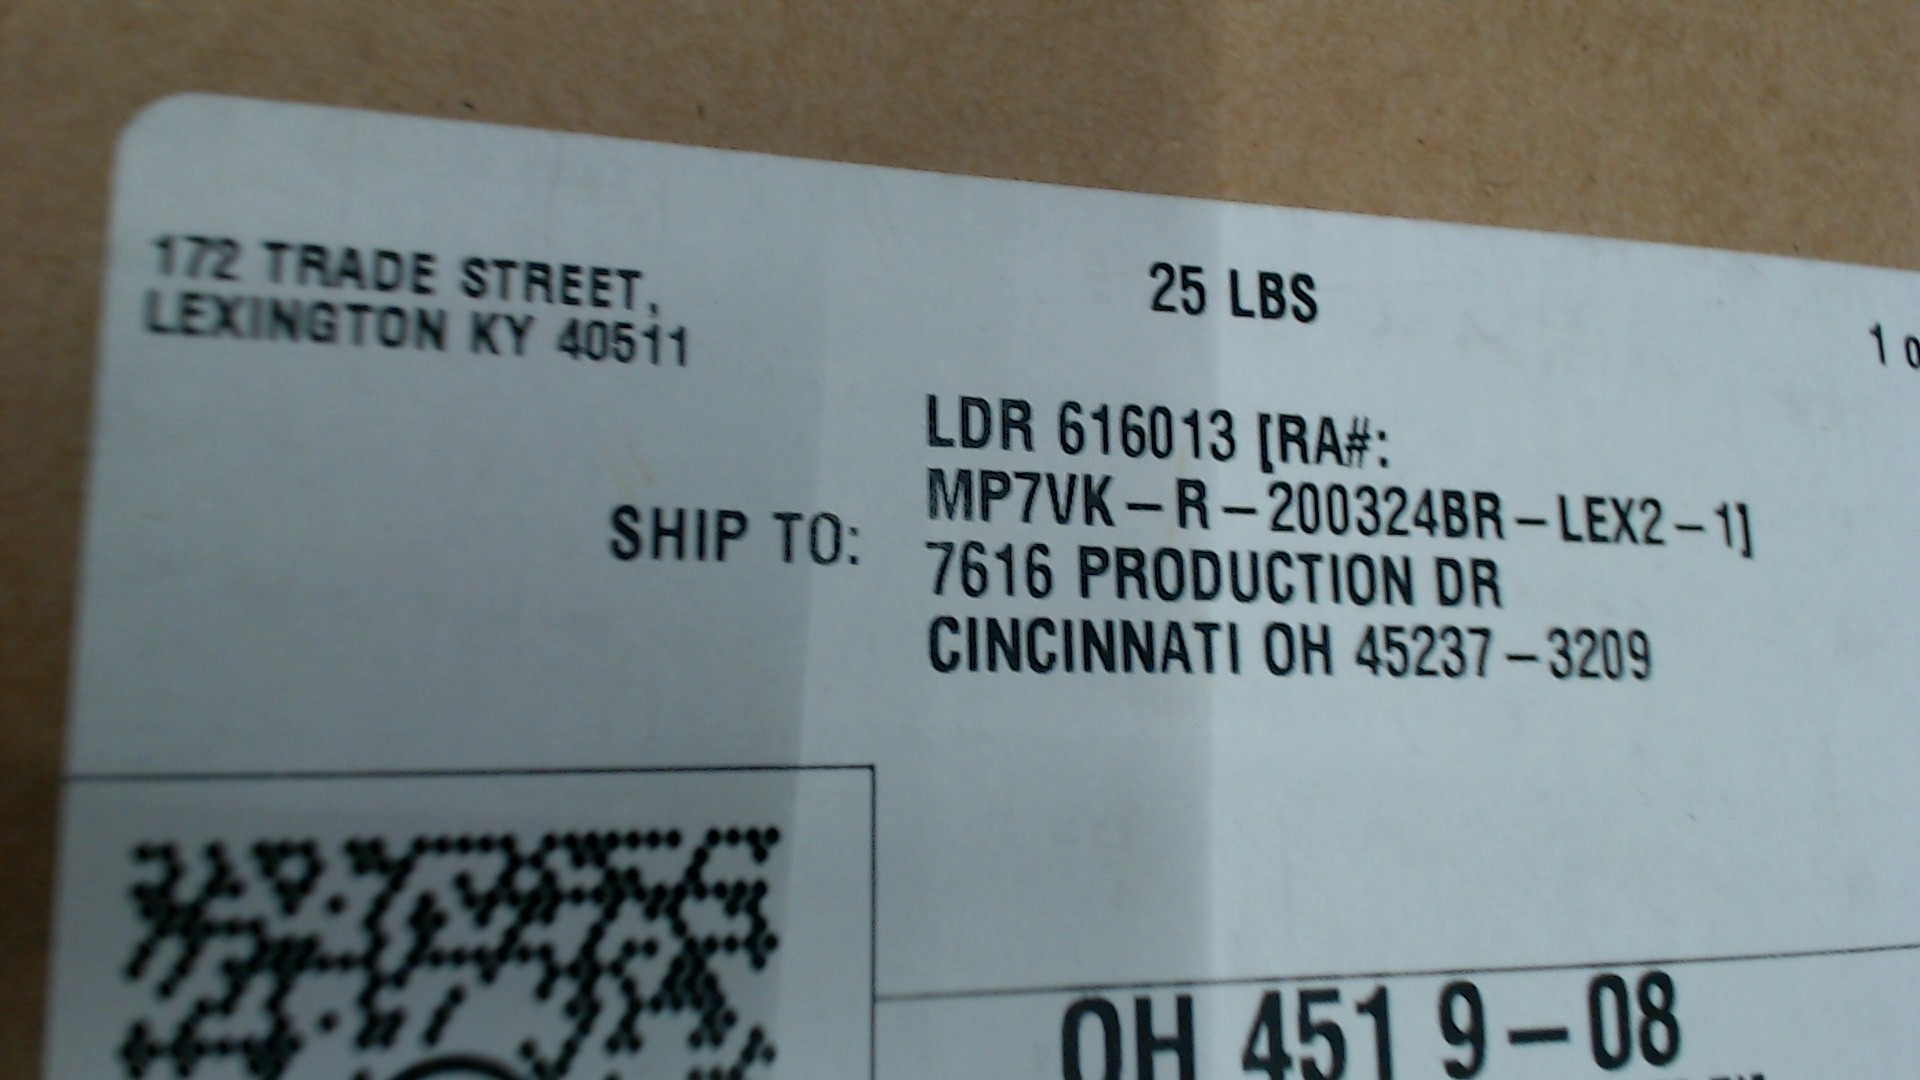 172 TRADE STREET,
LEXINGTON KY 40511
25 LBS
1 o
SHIP TO:
LDR 616013 [RA#:
MP7VK-R-200324BR-LEX2-1]
7616 PRODUCTION DR
CINCINNATI OH 45237-3209
OH 451 9-08